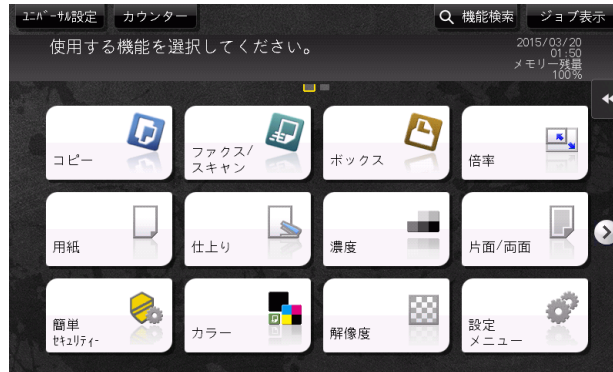 ﾕﾆﾊﾞｰｻﾙ設定 カウンター 機能検索 ジョブ表示
使用する機能を選択してください。
2015/03/20
01:50
メモリー残量
100%
コピー
ファクス/
スキャン
ボックス
倍率
用紙
仕上り
濃度
片面/両面
簡単
ｾｷｭﾘﾃｨｰ
カラー
解像度
設定
メニュー